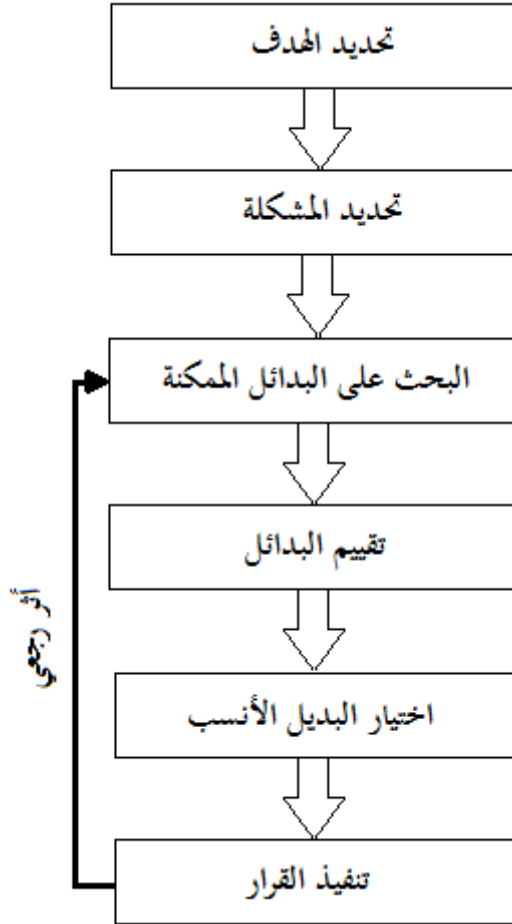 تحديد الهدف
تحديد المشكلة
البحث على البدائل الممكنة
تقييم البدائل
أثر رجعي
اختيار البديل الأنسب
تنفيذ القرار